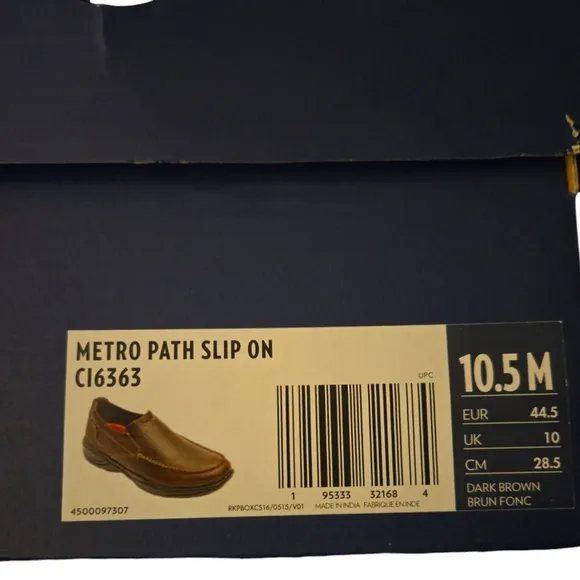 METRO PATH SLIP ON
CI6363
UPC
1 95333 32168 4
4500097307
RKPBOXCS16/0515/V01 MADE IN INDIA FABRIQUE EN INDE
10.5 M
EUR 44.5
UK 10
CM 28.5
DARK BROWN
BRUN FONC